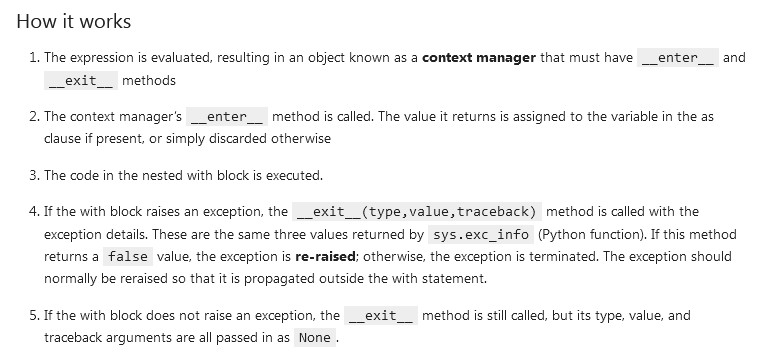 How it works
1. The expression is evaluated, resulting in an object known as a context manager that must have __enter__ and
__exit__ methods
2. The context manager's __enter__ method is called. The value it returns is assigned to the variable in the as
clause if present, or simply discarded otherwise
3. The code in the nested with block is executed.
4. If the with block raises an exception, the __exit__(type,value,traceback) method is called with the
exception details. These are the same three values returned by sys.exc_info (Python function). If this method
returns a false value, the exception is re-raised; otherwise, the exception is terminated. The exception should
normally be reraised so that it is propagated outside the with statement.
5. If the with block does not raise an exception, the __exit__ method is still called, but its type, value, and
traceback arguments are all passed in as None .